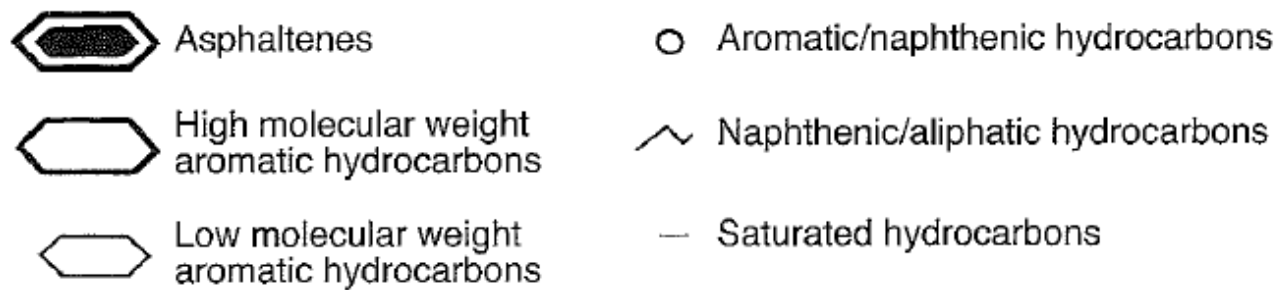 Asphaltenes
High molecular weight
aromatic hydrocarbons
Low molecular weight
aromatic hydrocarbons
Aromatic/naphthenic hydrocarbons
Naphthenic/aliphatic hydrocarbons
Saturated hydrocarbons